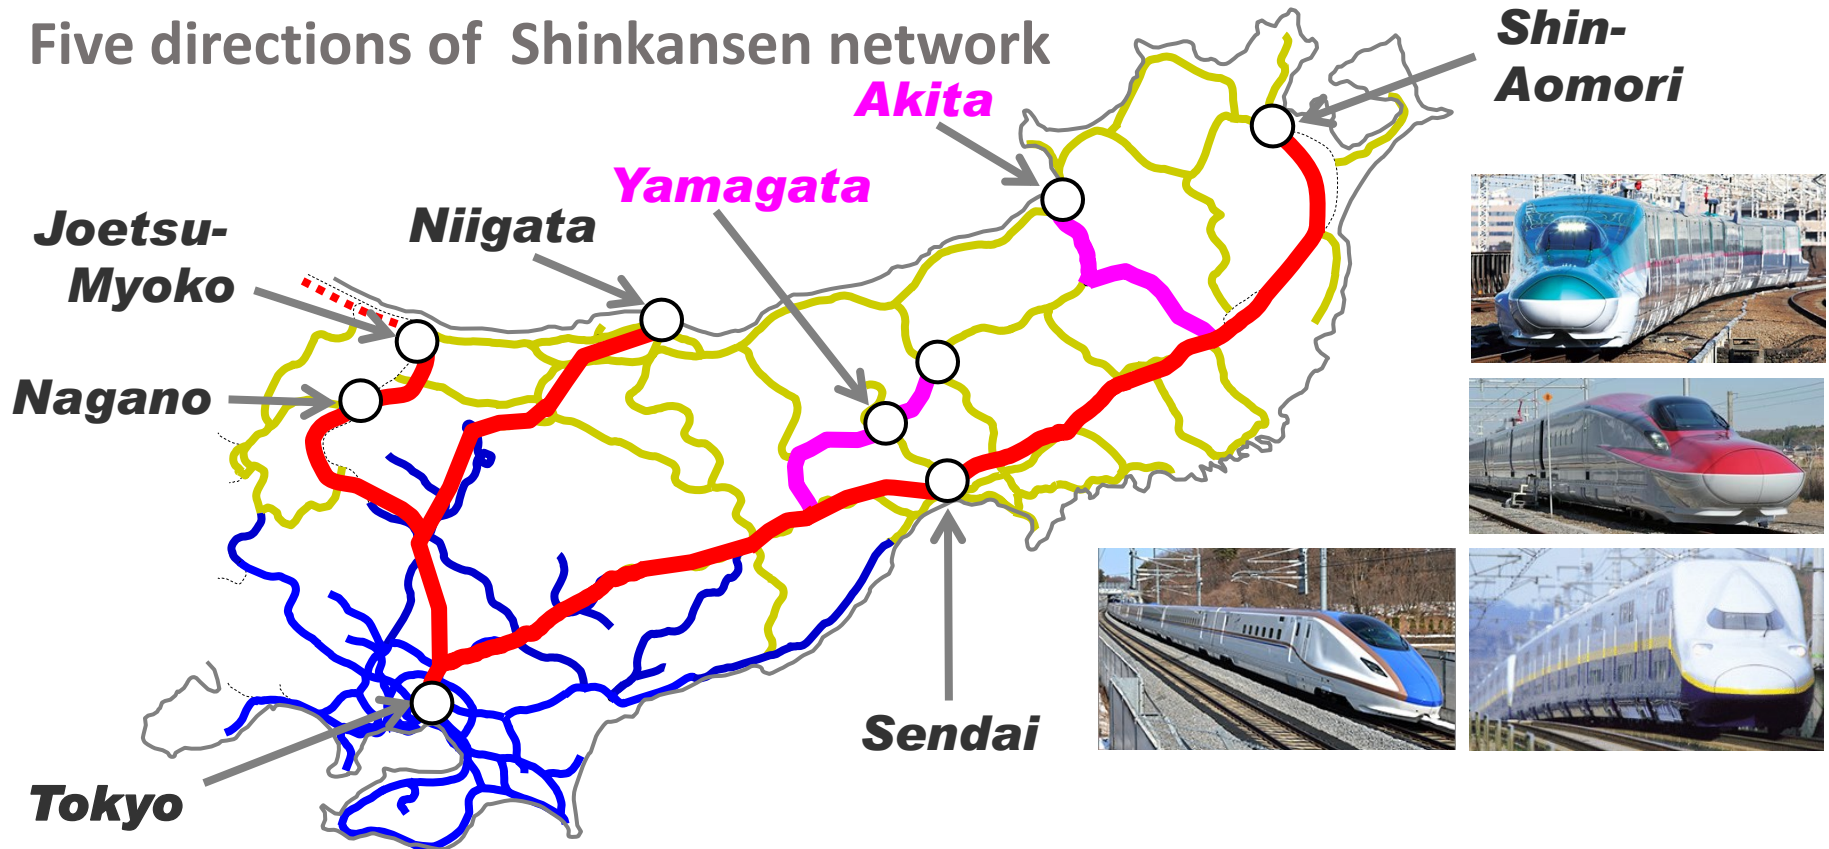 Five directions of Shinkansen network
Shin-
Aomori
Akita
Yamagata
Niigata
Joetsu-
Myoko
Nagano
Sendai
Tokyo